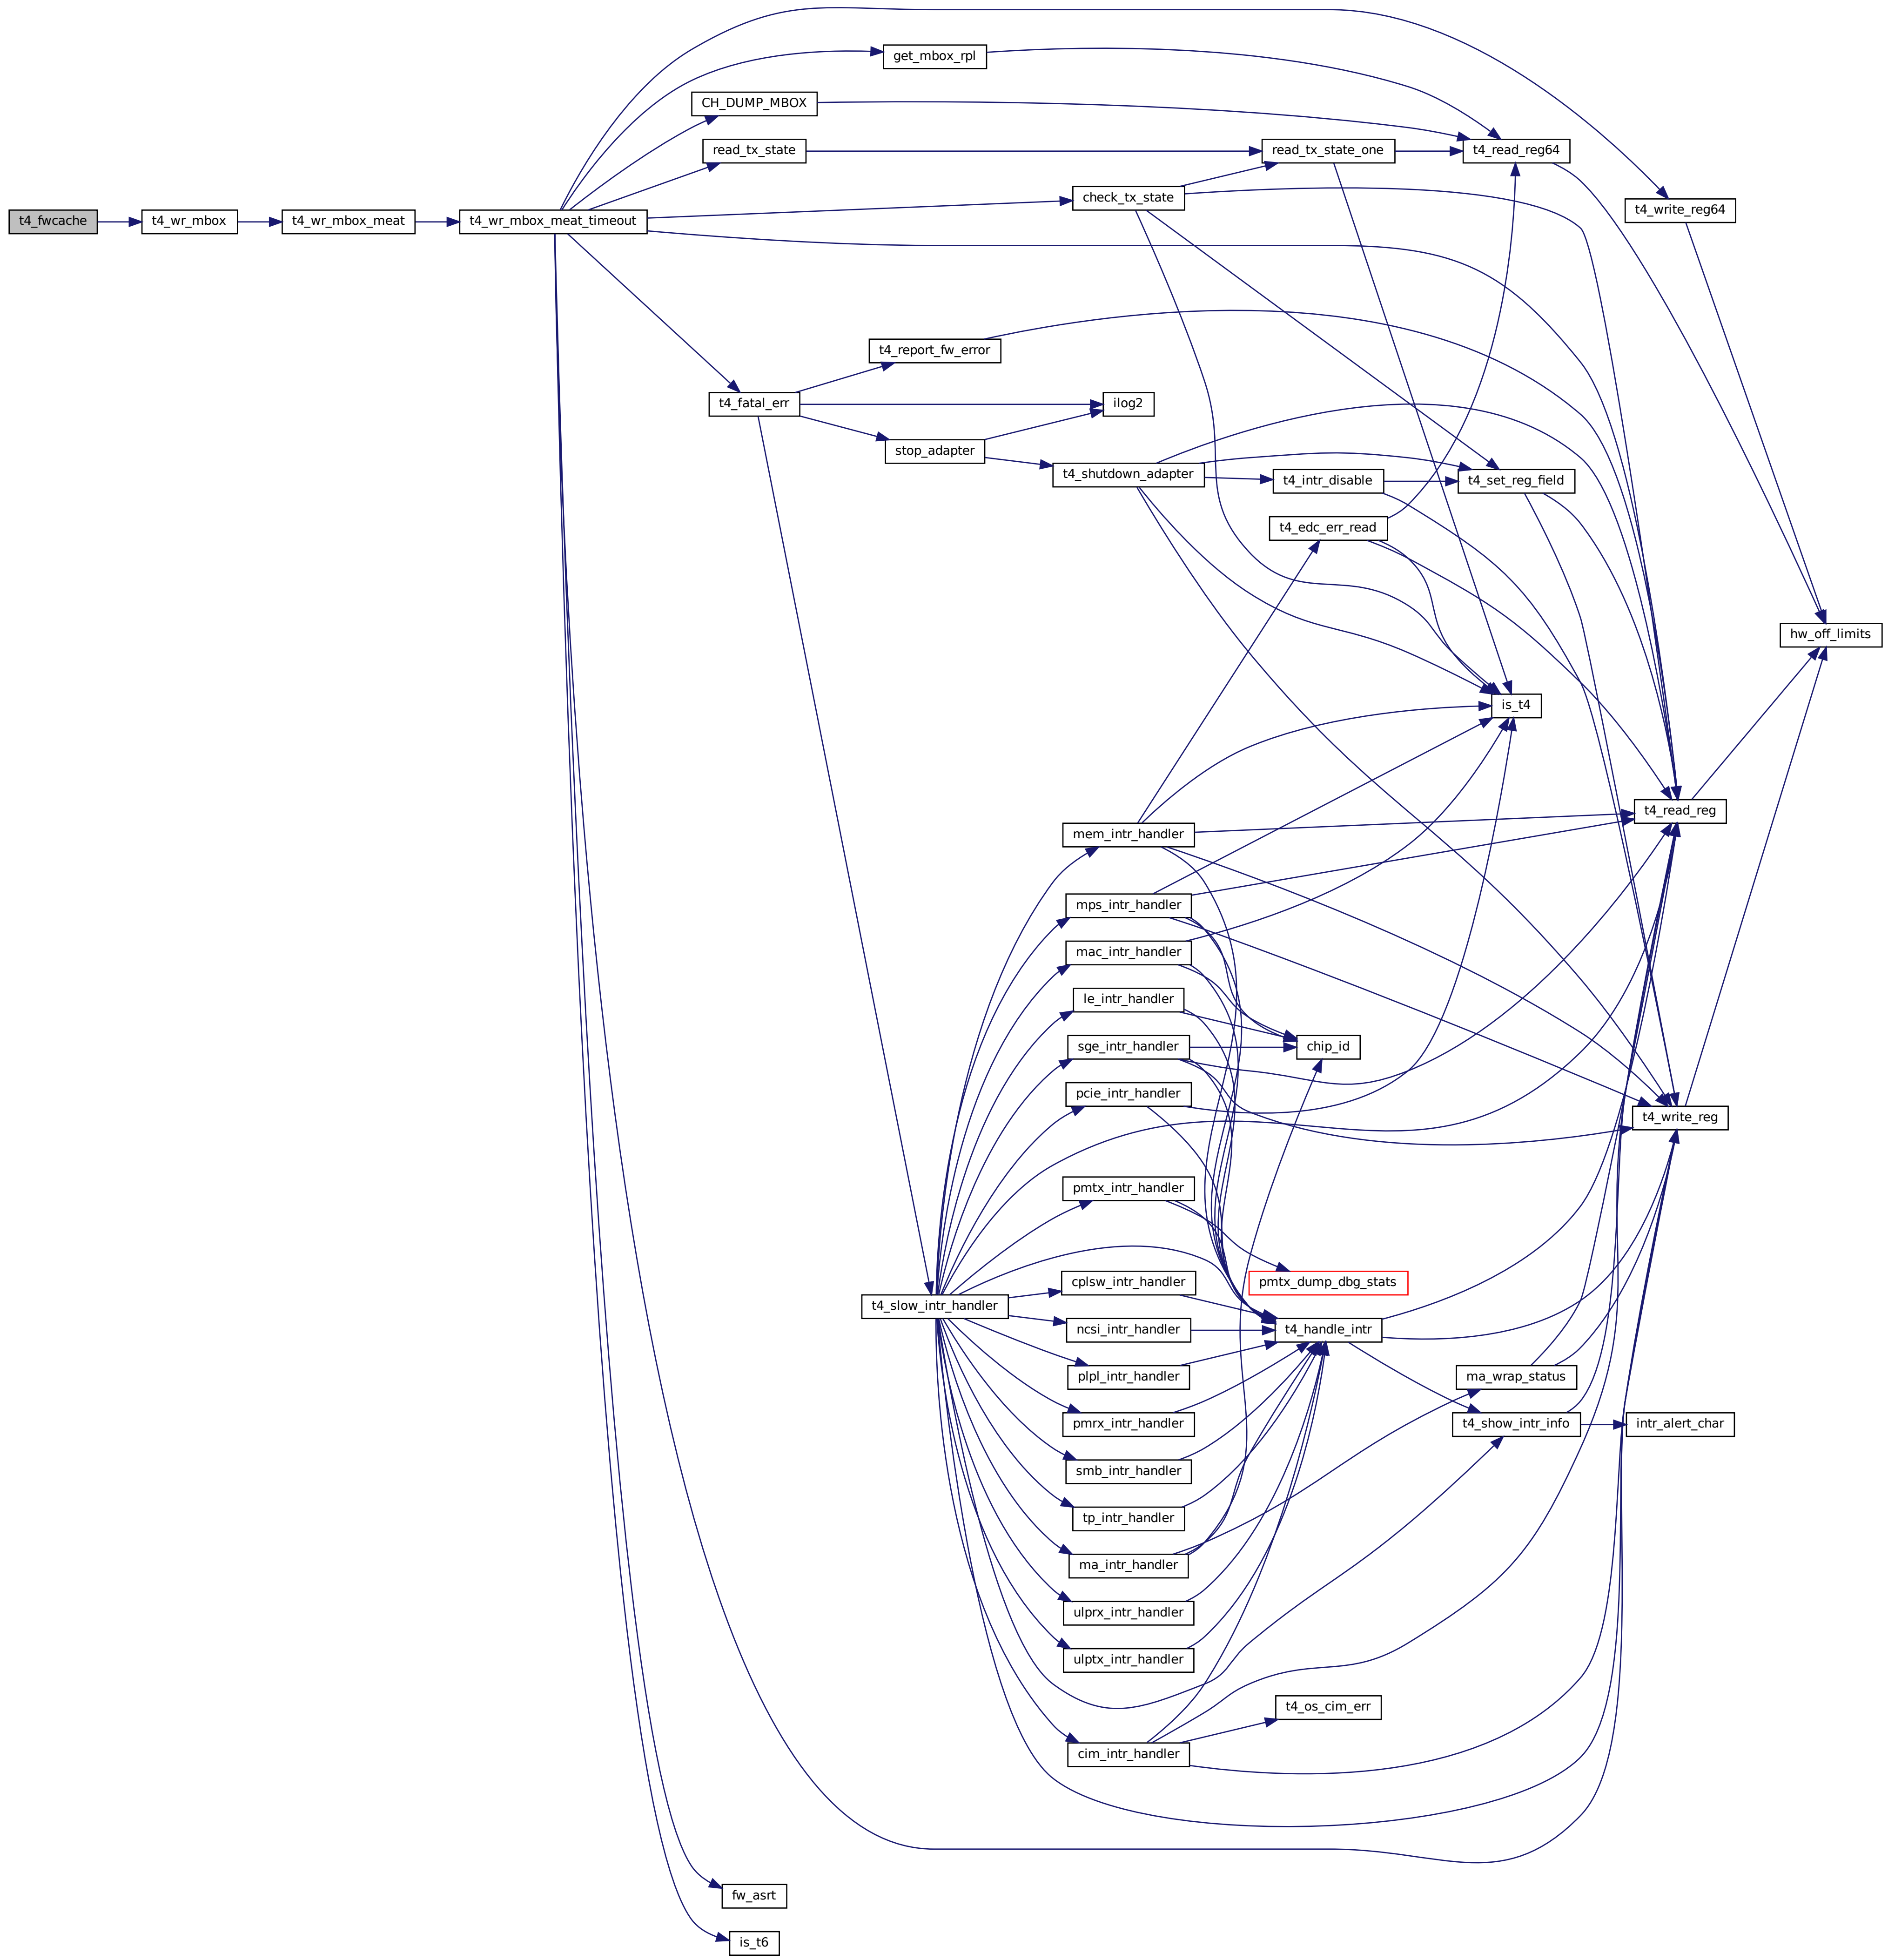 t4_fwcache
t4_wr_mbox
t4_wr_mbox_meat
t4_wr_mbox_meat_timeout
get_mbox_rpl
CH_DUMP_MBOX
read_tx_state
read_tx_state_one
t4_read_reg64
check_tx_state
t4_write_reg64
t4_report_fw_error
t4_fatal_err
ilog2
stop_adapter
t4_shutdown_adapter
t4_intr_disable
t4_set_reg_field
t4_edc_err_read
hw_off_limits
is_t4
t4_read_reg
mem_intr_handler
mps_intr_handler
mac_intr_handler
le_intr_handler
sge_intr_handler
chip_id
pcie_intr_handler
t4_write_reg
pmtx_intr_handler
pmtx_dump_dbg_stats
cplsw_intr_handler
t4_slow_intr_handler
ncsi_intr_handler
t4_handle_intr
plpl_intr_handler
ma_wrap_status
pmrx_intr_handler
t4_show_intr_info
intr_alert_char
smb_intr_handler
tp_intr_handler
ma_intr_handler
ulprx_intr_handler
ulptx_intr_handler
t4_os_cim_err
cim_intr_handler
fw_asrt
is_t6